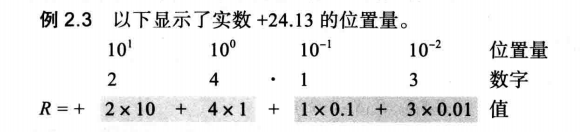 例 2.3 以下显示了实数 +24.13 的位置量。
10¹ 10⁰ 10⁻¹ 10⁻² 位置量
2 4 · 1 3 数字
R = + 2 × 10 + 4 × 1 + 1 × 0.1 + 3 × 0.01 值